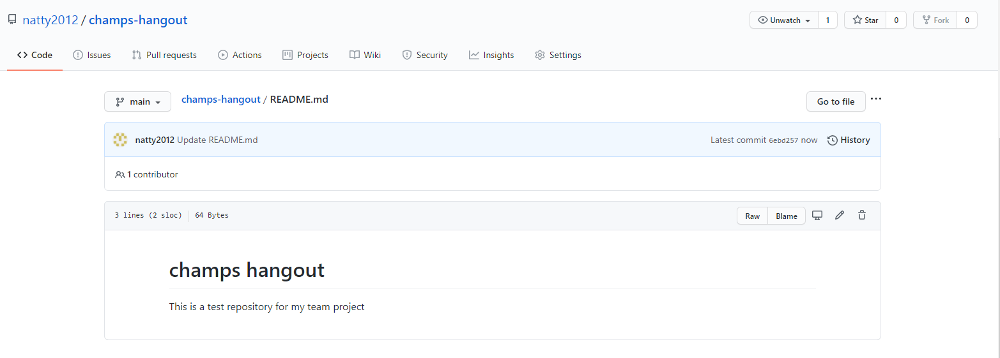 natty2012 / champs-hangout Unwatch 1 Star 0 Fork 0
Code Issues Pull requests Actions Projects Wiki Security Insights Settings
main champs-hangout / README.md Go to file ...
natty2012 Update README.md Latest commit 6ebd257 now History
1 contributor
3 lines (2 sloc) 64 Bytes Raw Blame
champs hangout
This is a test repository for my team project